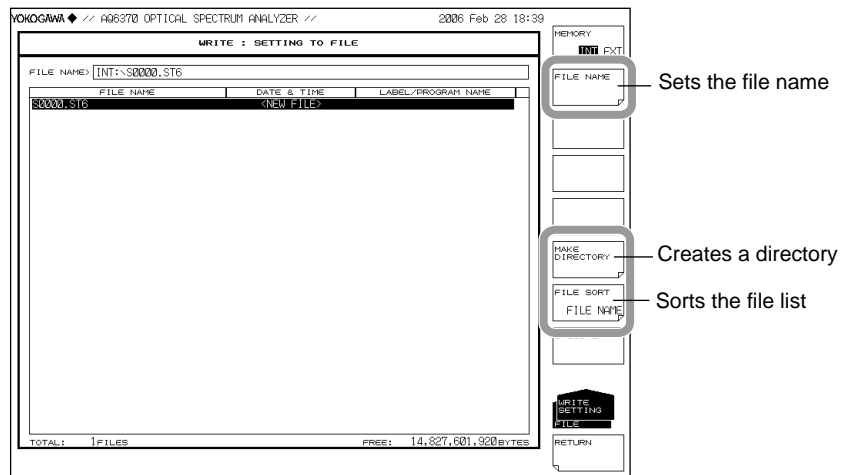 YOKOGAWA ◆ // AQ6370 OPTICAL SPECTRUM ANALYZER // 2006 Feb 28 18:39
WRITE : SETTING TO FILE
FILE NAME> INT:\S0000.ST6
FILE NAME DATE & TIME LABEL/PROGRAM NAME
S0000.ST6 <NEW FILE>
TOTAL: 1FILES FREE: 14,827,601,920BYTES
MEMORY
INT EXT
FILE NAME
MAKE
DIRECTORY
FILE SORT
FILE NAME
WRITE
SETTING
FILE
RETURN
Sets the file name
Creates a directory
Sorts the file list